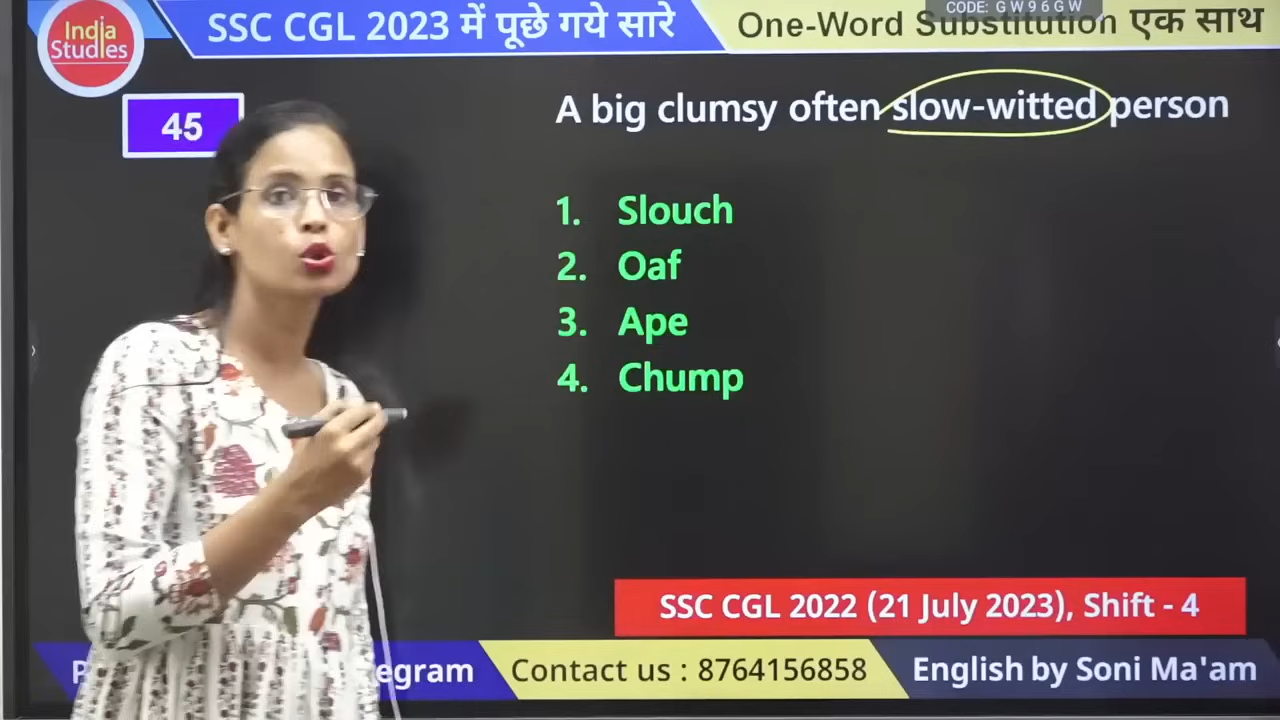 India
Studies
SSC CGL 2023 में पूछे गये सारे
One-Word Substitution एक साथ
CODE: GW96GW
45
A big clumsy often slow-witted person
1. Slouch
2. Oaf
3. Ape
4. Chump
SSC CGL 2022 (21 July 2023), Shift - 4
Contact us : 8764156858
English by Soni Ma'am